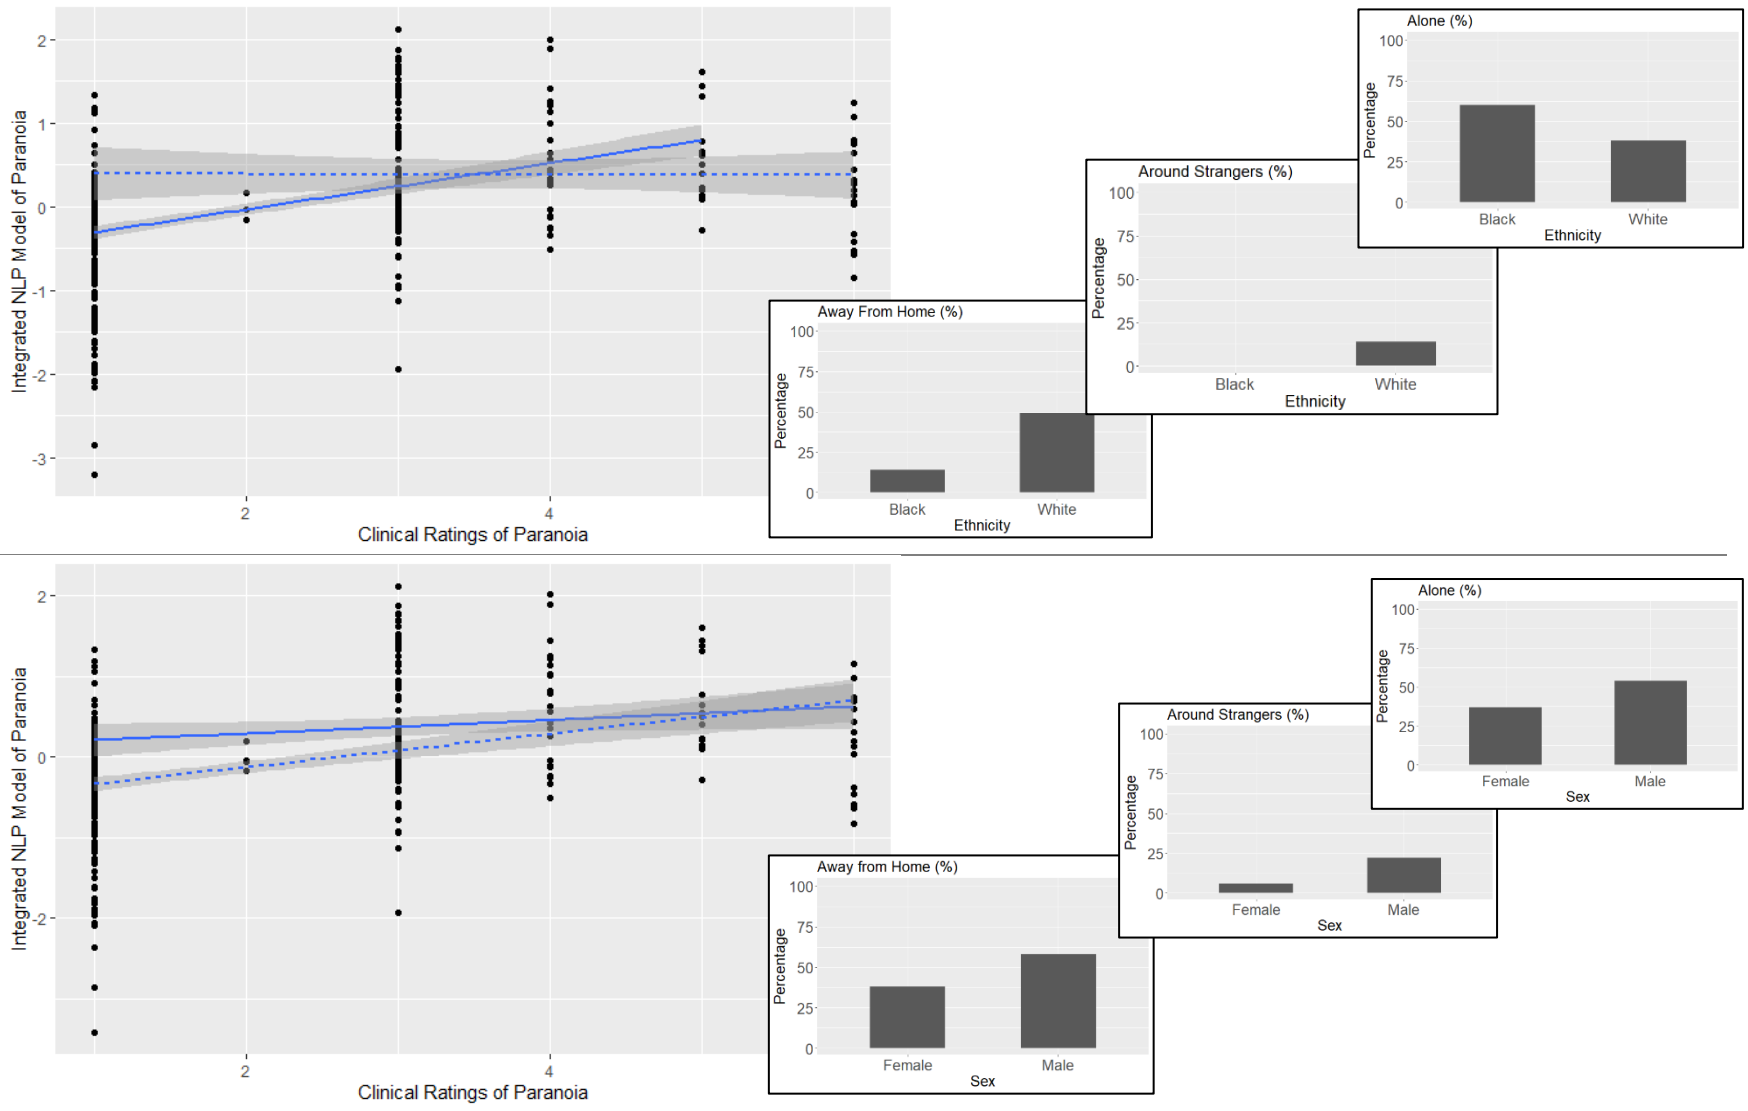 Integrated NLP Model of Paranoia
2
1
0
-1
-2
-3
2
4
Clinical Ratings of Paranoia
Away From Home (%)
Percentage
100
75
50
25
0
Black
White
Ethnicity
Around Strangers (%)
Percentage
100
75
50
25
0
Black
White
Ethnicity
Alone (%)
Percentage
100
75
50
25
0
Black
White
Ethnicity
Integrated NLP Model of Paranoia
2
0
-2
2
4
Clinical Ratings of Paranoia
Away from Home (%)
Percentage
100
75
50
25
0
Female
Male
Sex
Around Strangers (%)
Percentage
100
75
50
25
0
Female
Male
Sex
Alone (%)
Percentage
100
75
50
25
0
Female
Male
Sex